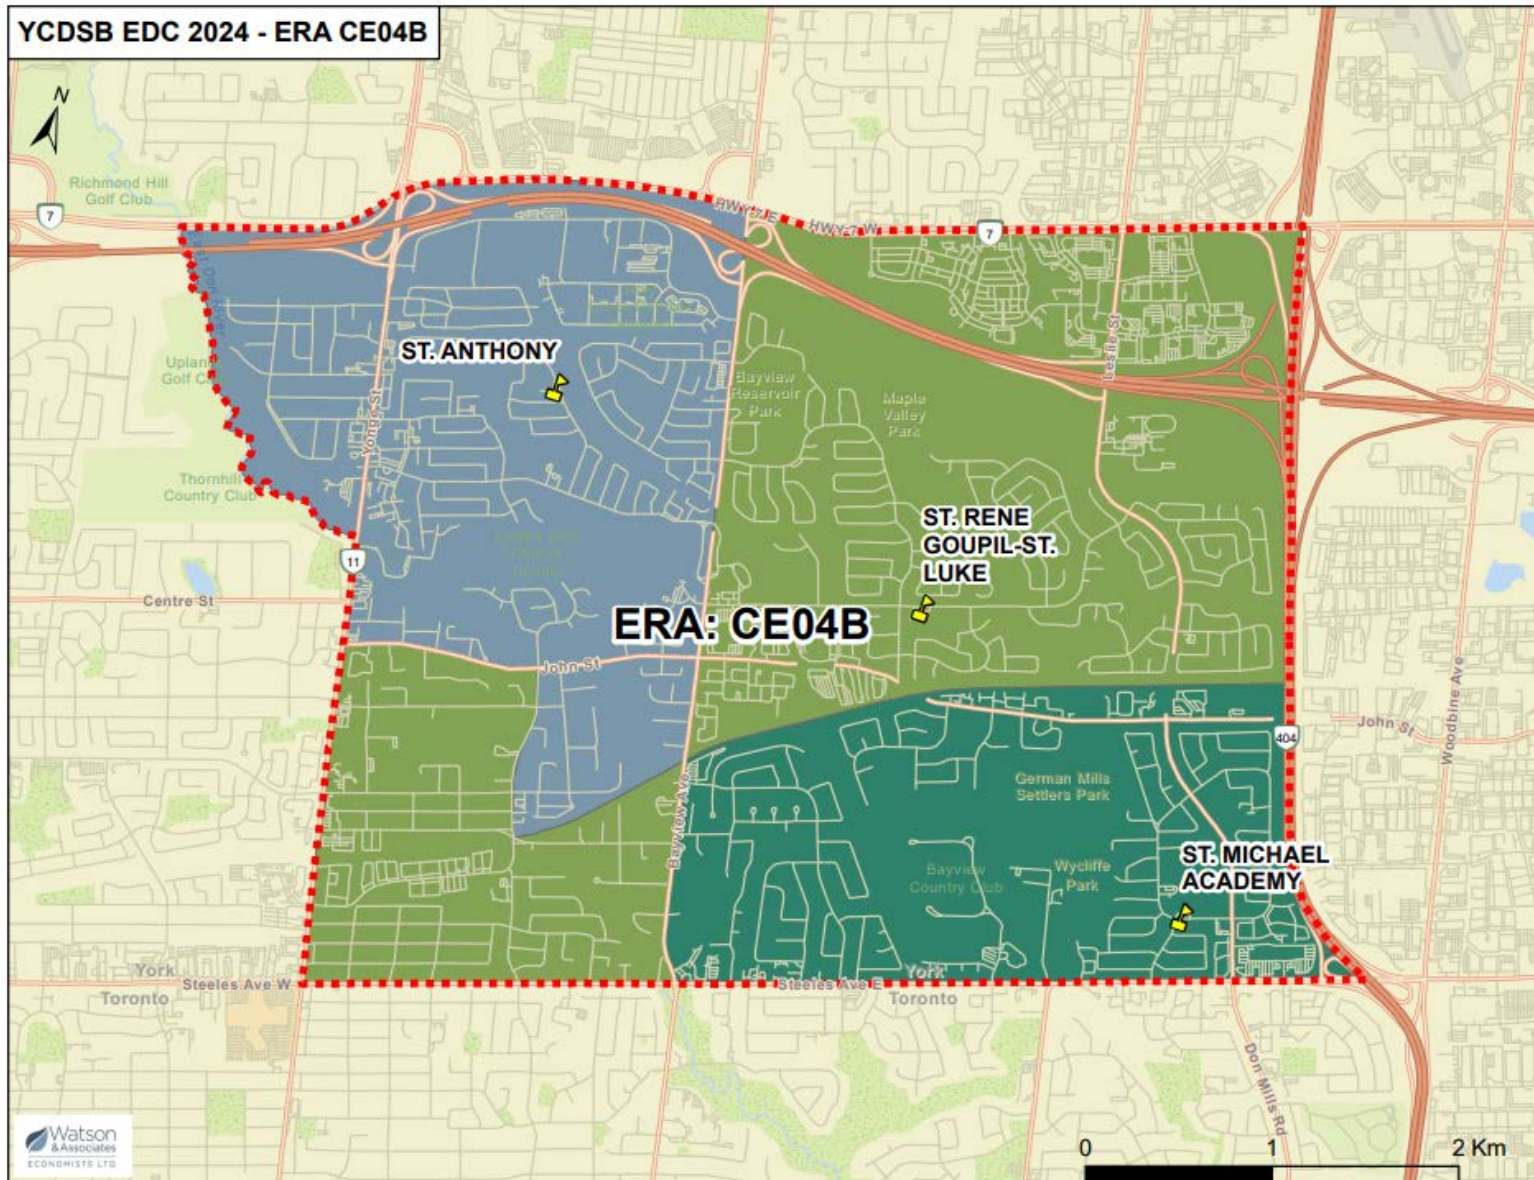 YCDSB EDC 2024 - ERA CE04B
N
Richmond Hill
Golf Club
7
HWY 7 E
HWY 7 W
7
Golf
ST. ANTHONY
Yonge St
Leslie St
Bayview
Reservoir
Park
Maple
Valley
Park
Thornhill
Country Club
ST. RENE
GOUPIL-ST.
LUKE
11
Centre St
ERA: CE04B
John St
Woodbine Ave
John St
404
German Mills
Settlers Park
Bayview Ave
Bayview
Country Club
Wycliffe
Park
ST. MICHAEL
ACADEMY
York
Toronto
Steeles Ave W
Steeles Ave E
York
Toronto
Don Mills Rd
Watson
& Associates
ECONOMISTS LTD
0 1 2 Km